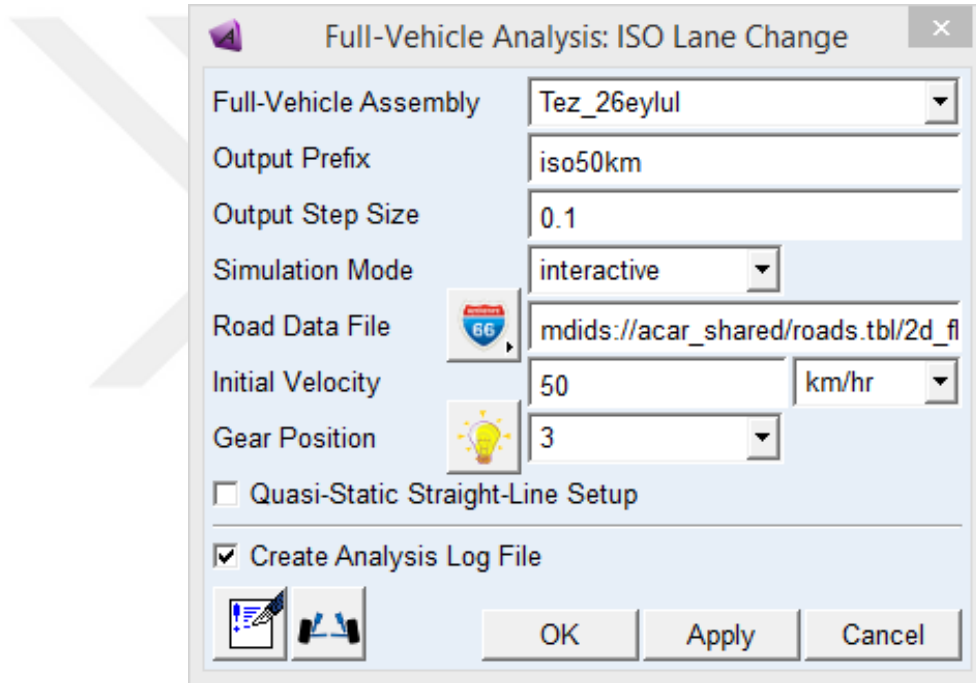 Full-Vehicle Analysis: ISO Lane Change
Full-Vehicle Assembly Tez_26eylul
Output Prefix iso50km
Output Step Size 0.1
Simulation Mode interactive
Road Data File 66 mdids://acar_shared/roads.tbl/2d_fl
Initial Velocity 50 km/hr
Gear Position 3
Quasi-Static Straight-Line Setup
Create Analysis Log File
OK Apply Cancel